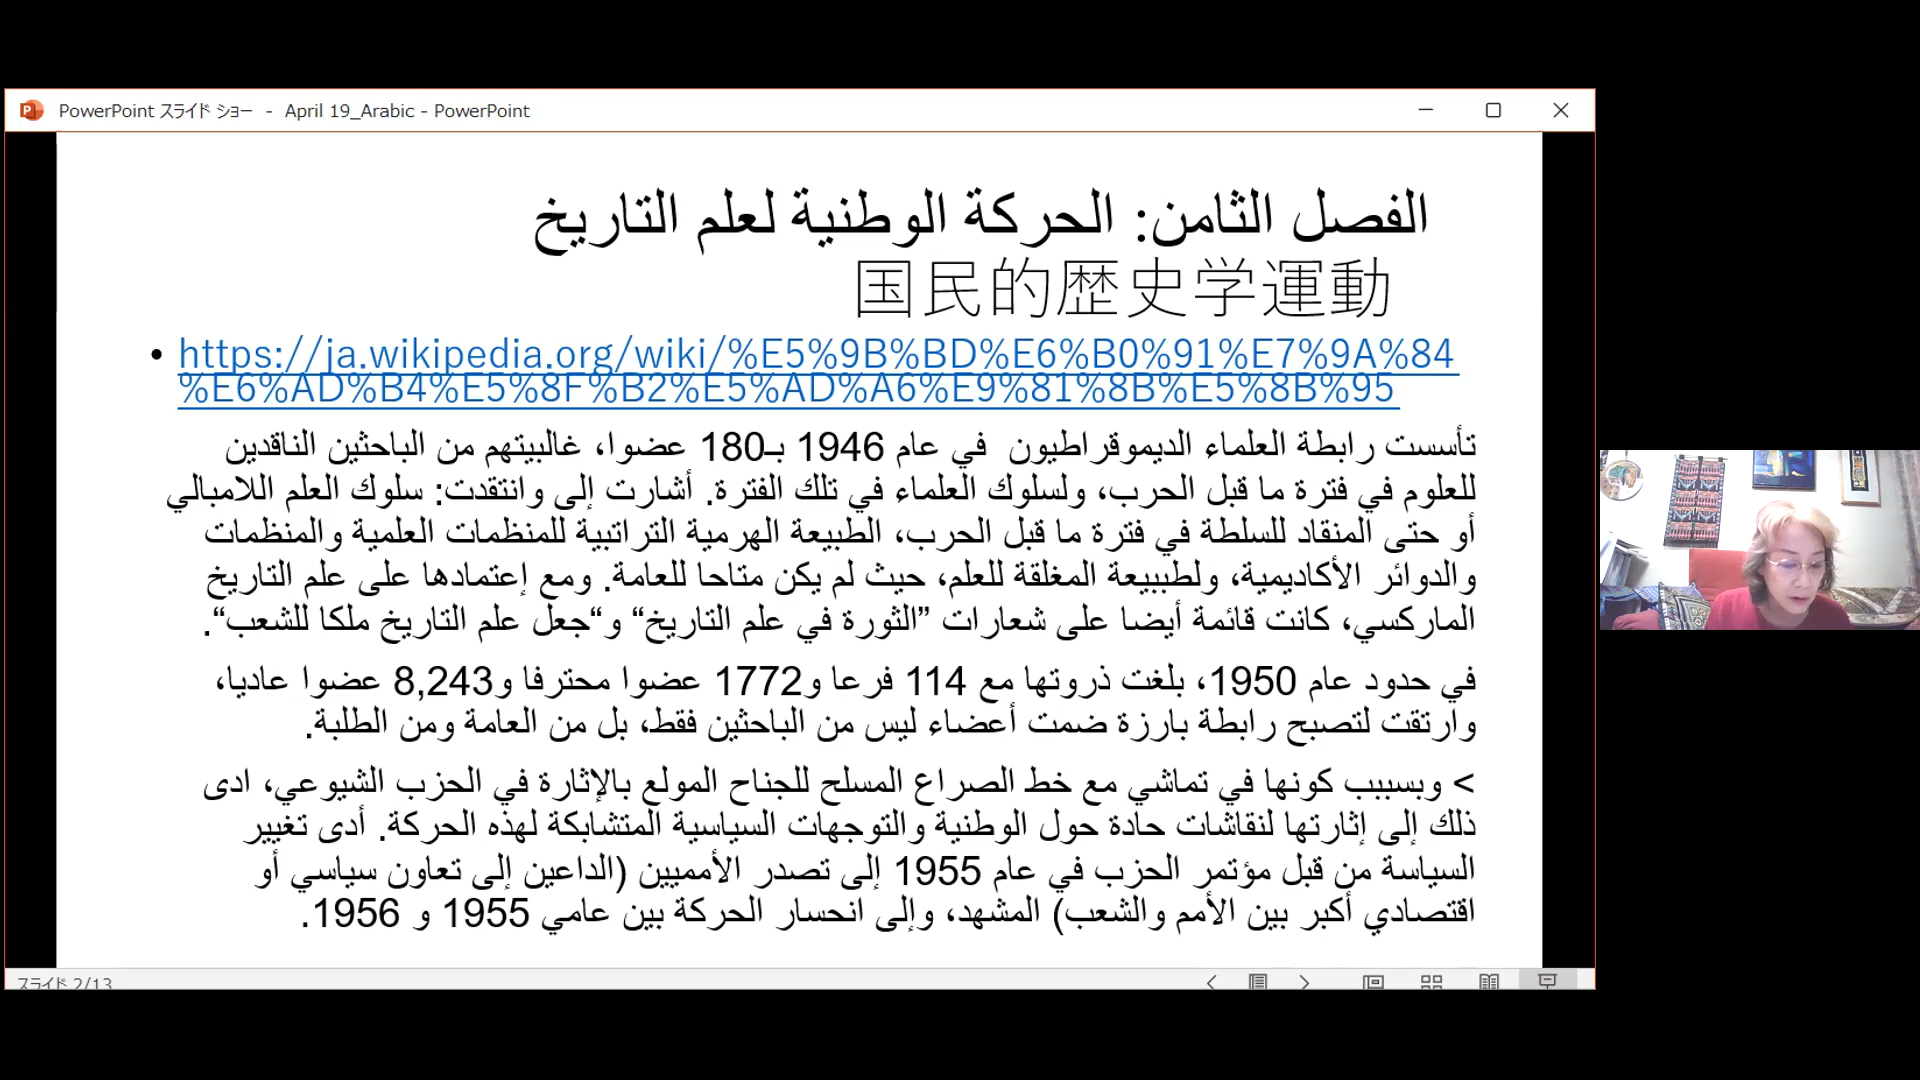 PowerPoint スライド ショー - April 19_Arabic - PowerPoint
الفصل الثامن: الحركة الوطنية لعلم التاريخ
国民的歴史学運動
• https://ja.wikipedia.org/wiki/%E5%9B%BD%E6%B0%91%E7%9A%84
%E6%AD%B4%E5%8F%B2%E5%AD%A6%E9%81%8B%E5%8B%95
تأسست رابطة العلماء الديموقراطيون في عام 1946 بـ180 عضوا، غالبيتهم من الباحثين الناقدين
للعلوم في فترة ما قبل الحرب، ولسلوك العلماء في تلك الفترة. أشارت إلى وانتقدت: سلوك العلم اللامبالي
أو حتى المنقاد للسلطة في فترة ما قبل الحرب، الطبيعة الهرمية التراتبية للمنظمات العلمية والمنظمات
والدوائر الأكاديمية، ولطبيبيعة المغلقة للعلم، حيث لم يكن متاحا للعامة. ومع إعتمادها على علم التاريخ
الماركسي، كانت قائمة أيضا على شعارات ”الثورة في علم التاريخ“ و“جعل علم التاريخ ملكا للشعب“.
في حدود عام 1950، بلغت ذروتها مع 114 فرعا و1772 عضوا محترفا و8,243 عضوا عاديا،
وارتقت لتصبح رابطة بارزة ضمت أعضاء ليس من الباحثين فقط، بل من العامة ومن الطلبة.
> وبسببب كونها في تماشي مع خط الصراع المسلح للجناح المولع بالإثارة في الحزب الشيوعي، ادى
ذلك إلى إثارتها لنقاشات حادة حول الوطنية والتوجهات السياسية المتشابكة لهذه الحركة. أدى تغيير
السياسة من قبل مؤتمر الحزب في عام 1955 إلى تصدر الأمميين (الداعين إلى تعاون سياسي أو
اقتصادي أكبر بين الأمم والشعب) المشهد، وإلى انحسار الحركة بين عامي 1955 و 1956.
スライド 2/13